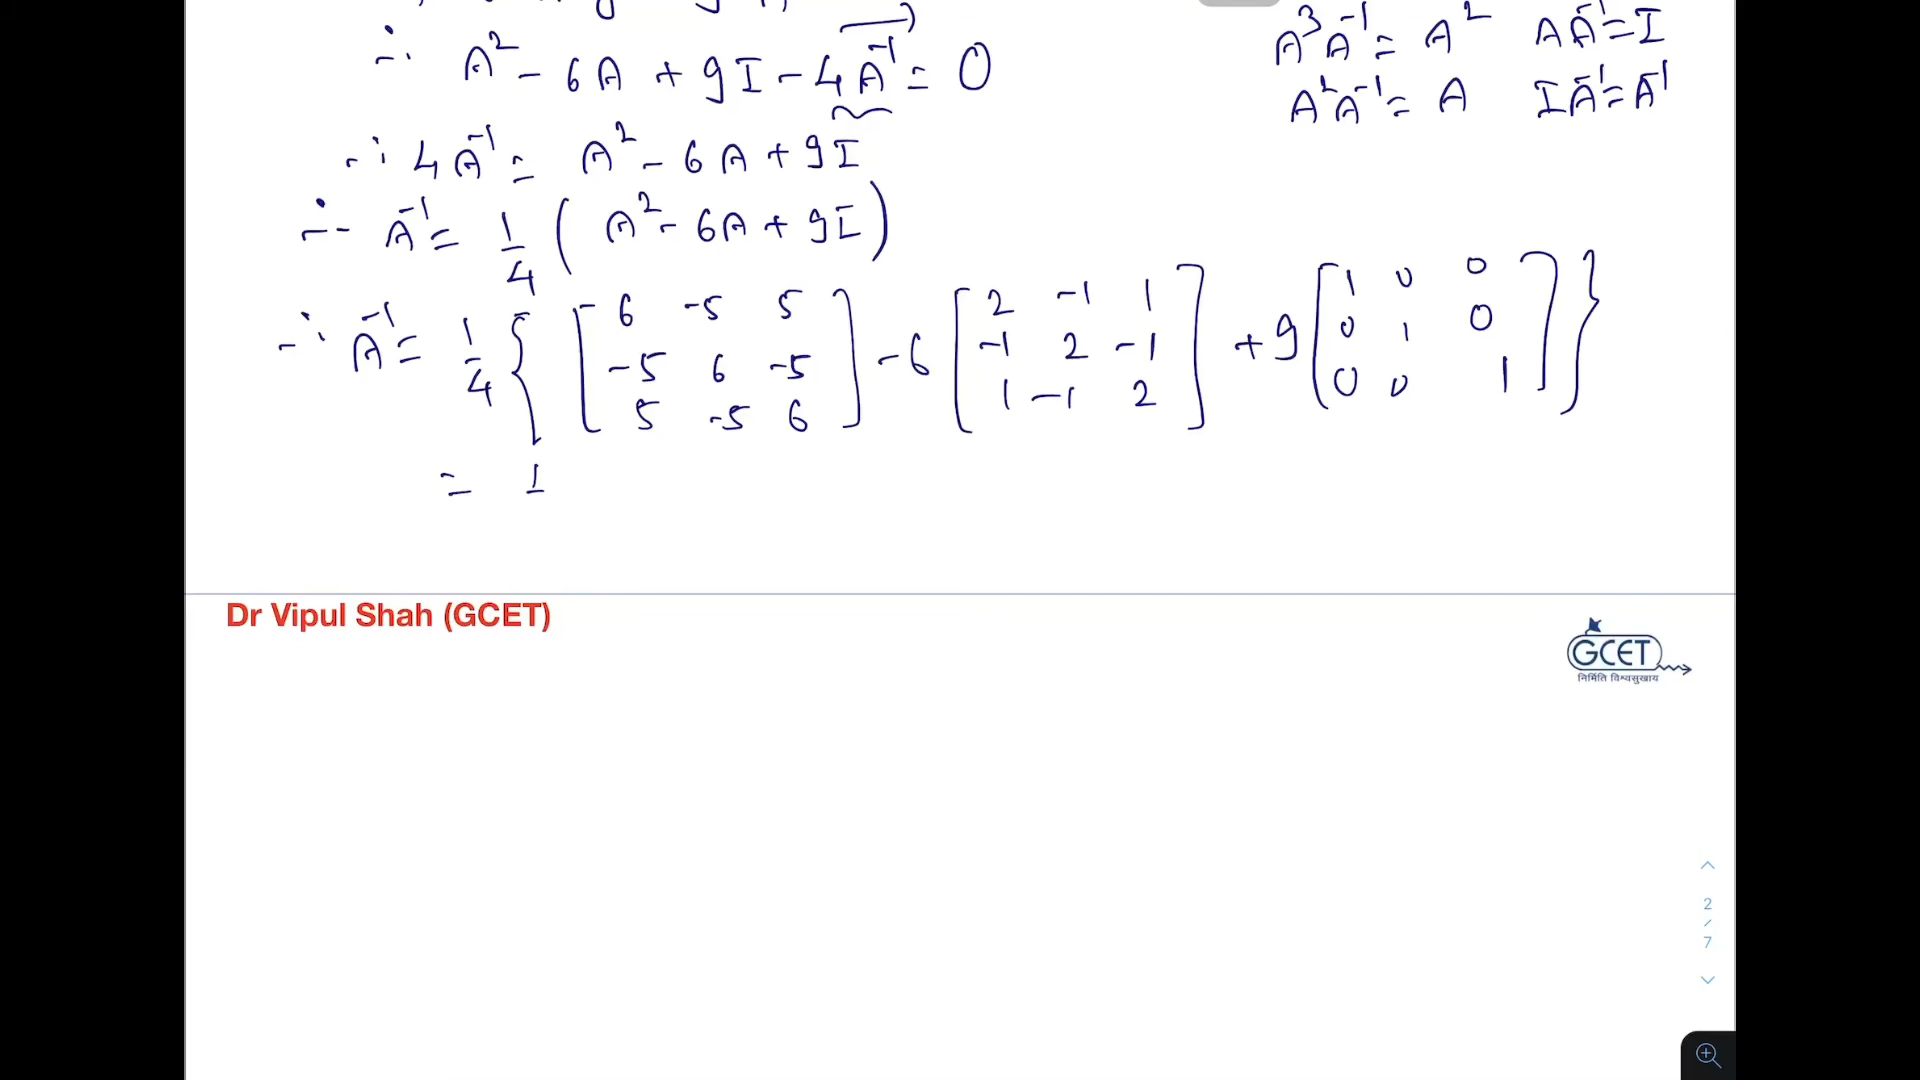 ∴ A² - 6A + 9I - 4A⁻¹ = 0
A³A⁻¹ = A² AA⁻¹ = I
A²A⁻¹ = A IA⁻¹ = A⁻¹
∴ 4A⁻¹ = A² - 6A + 9I
∴ A⁻¹ = 1/4 ( A² - 6A + 9I )
∴ A⁻¹ = 1/4 { [ 6 -5 5 ; -5 6 -5 ; 5 -5 6 ] - 6 [ 2 -1 1 ; -1 2 -1 ; 1 -1 2 ] + 9 [ 1 0 0 ; 0 1 0 ; 0 0 1 ] }
= 1
Dr Vipul Shah (GCET)
GCET
निर्मिति विश्वसुखाय
2
/
7